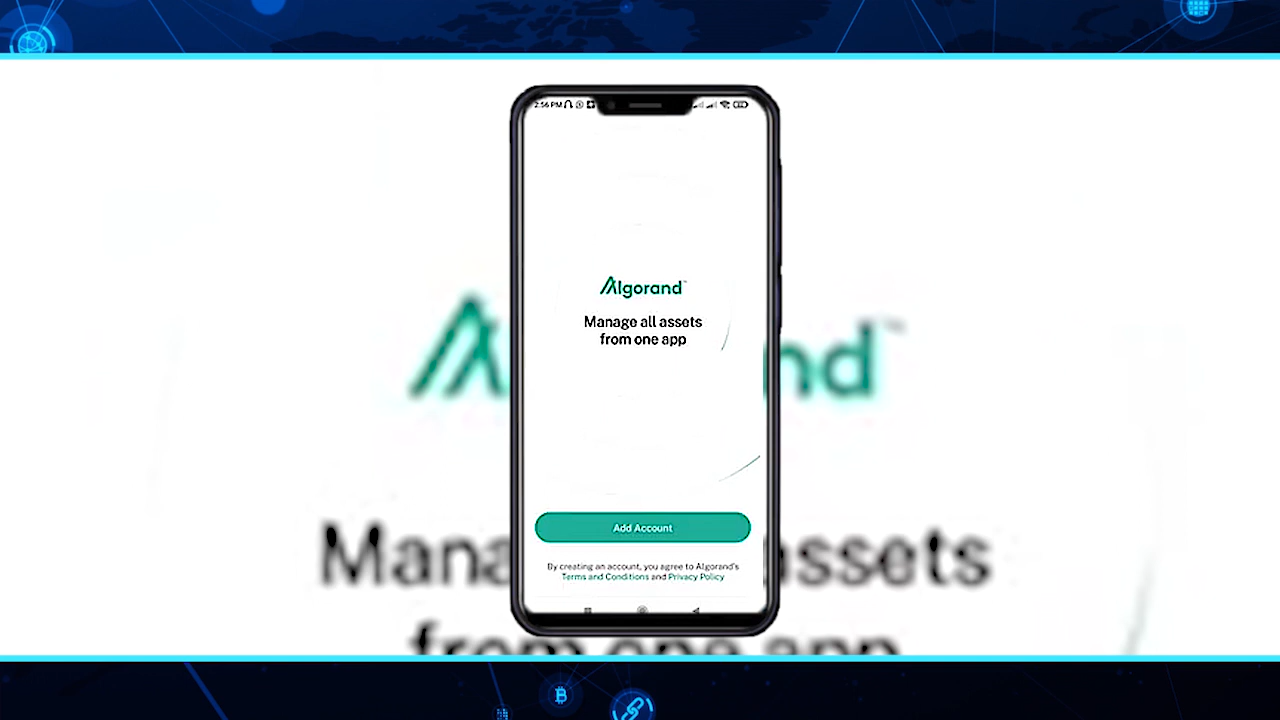 2:56 PM
Algorand™
Manage all assets
from one app
Add Account
By creating an account, you agree to Algorand's
Terms and Conditions and Privacy Policy